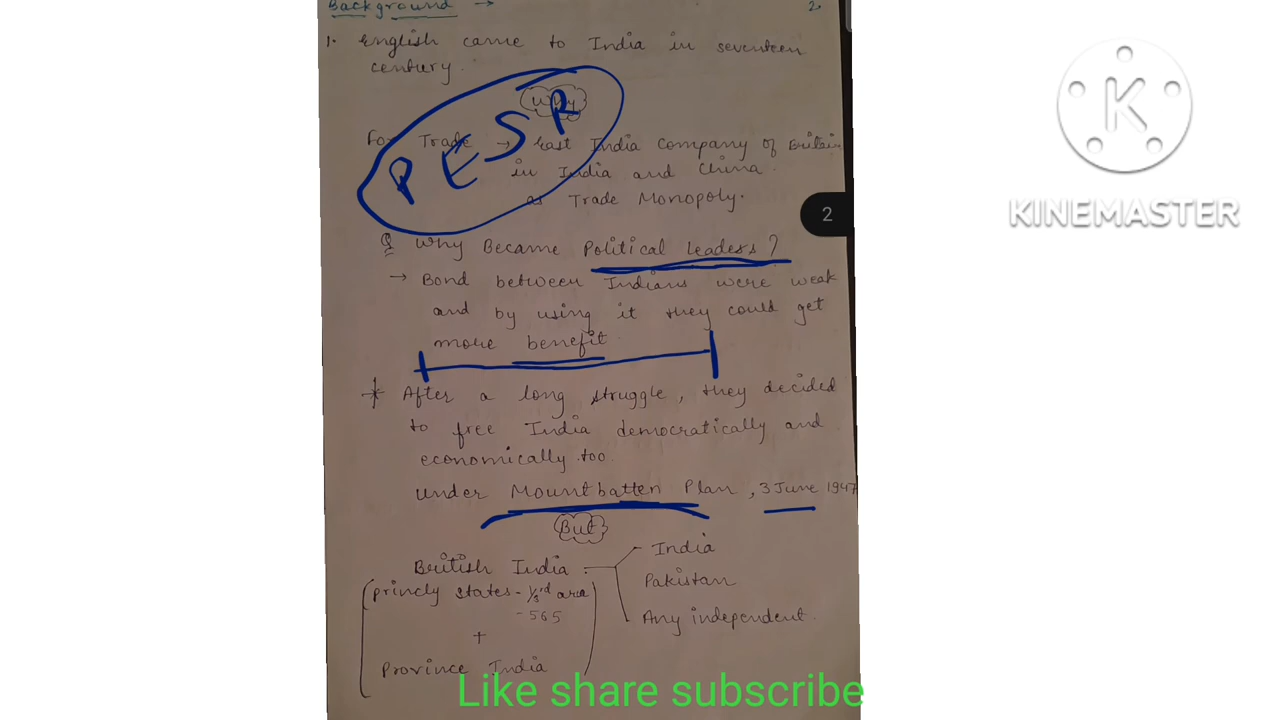 Background →
2.
1. English came to India in seventeen
century.
Why
For Trade → East India Company of Britain
in India and China.
as Trade Monopoly.
PESR
2
KINEMASTER
Q Why Became Political leaders?
→ Bond between Indians were weak
and by using it they could get
more benefit.
* After a long struggle, they decided
to free India democratically and
economically too.
under Mountbatten Plan, 3 June 1947
But
British India :
India
Pakistan
Any independent.
princly states - 1/3rd area
- 565
+
Province India
Like share subscribe